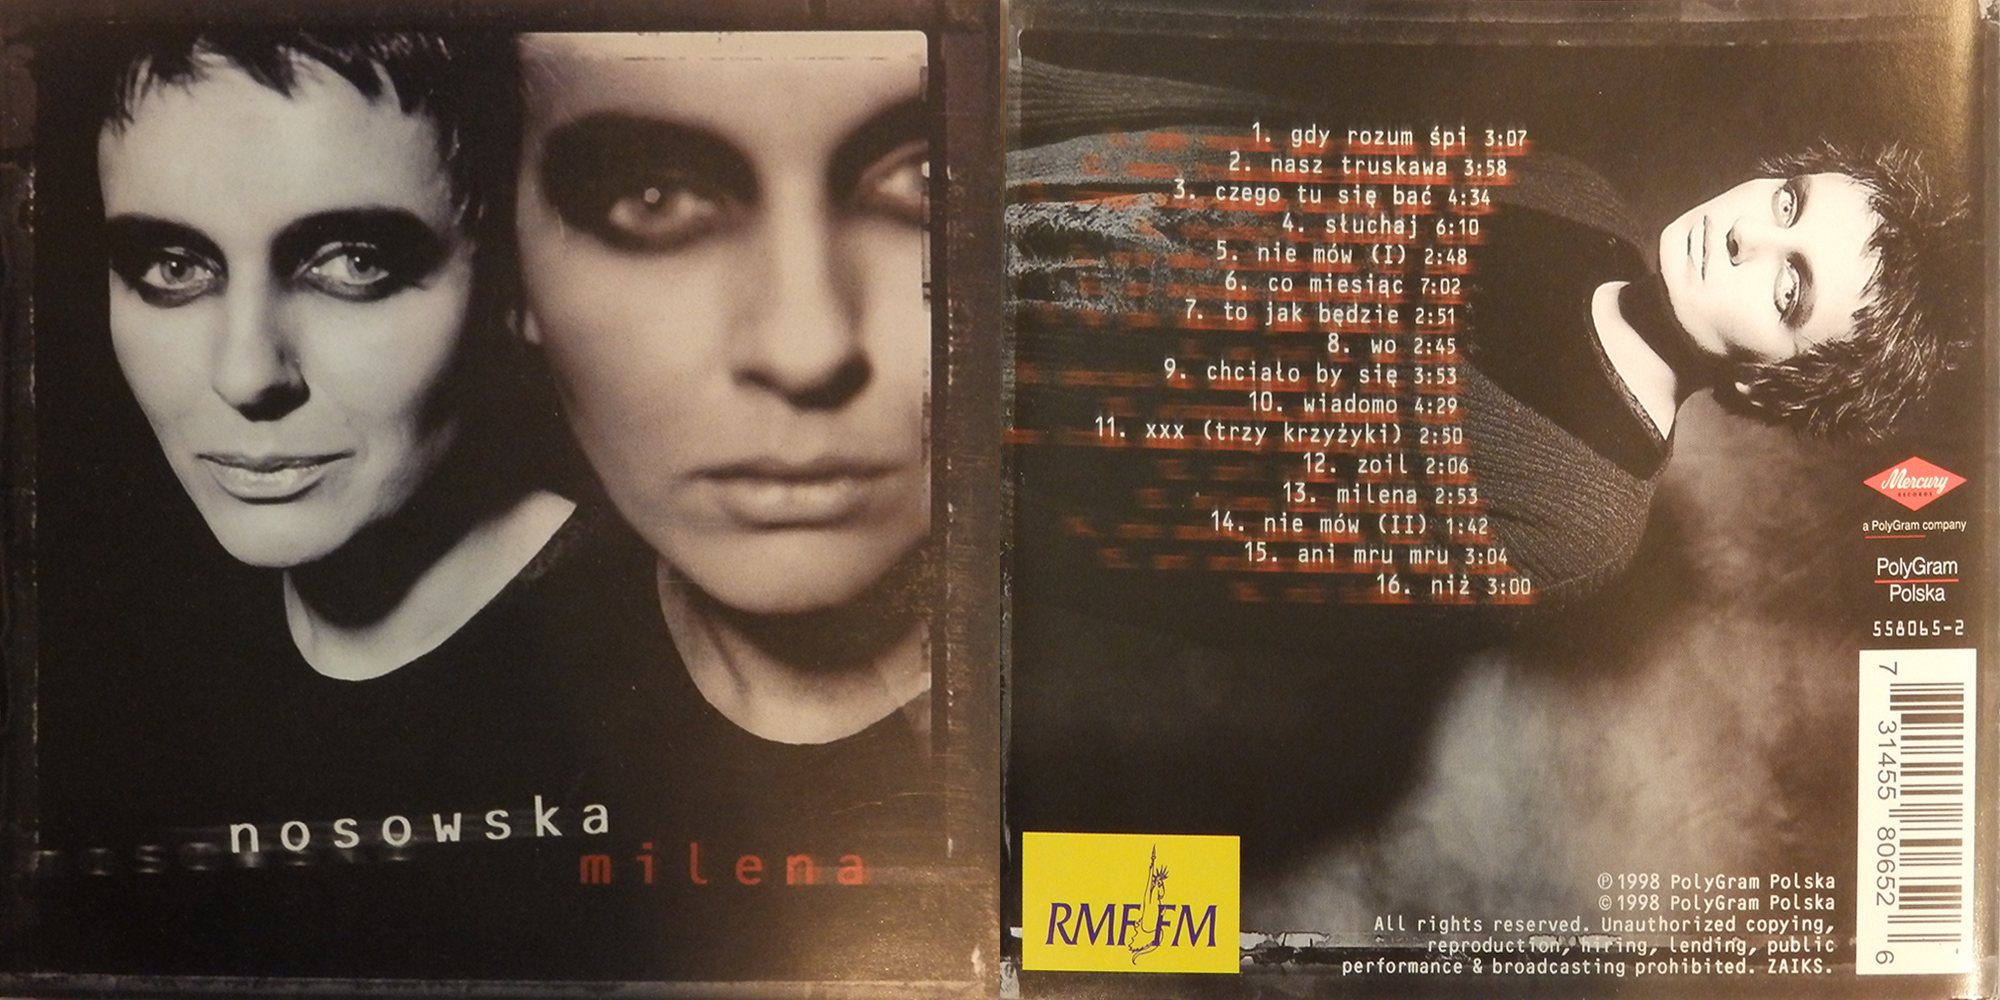 nosowska
milena
1. gdy rozum śpi 3:07
2. nasz truskawa 3:58
3. czego tu się bać 4:34
4. słuchaj 6:10
5. nie mów (I) 2:48
6. co miesiąc 7:02
7. to jak będzie 2:51
8. wo 2:45
9. chciało by się 3:53
10. wiadomo 4:29
11. xxx (trzy krzyżyki) 2:50
12. zoil 2:06
13. milena 2:53
14. nie mów (II) 1:42
15. ani mru mru 3:04
16. niż 3:00
Mercury
RECORDS
a PolyGram company
PolyGram
Polska
558065-2
7 31455 80652 6
RMF FM
℗ 1998 PolyGram Polska
© 1998 PolyGram Polska
All rights reserved. Unauthorized copying,
reproduction, hiring, lending, public
performance & broadcasting prohibited. ZAIKS.